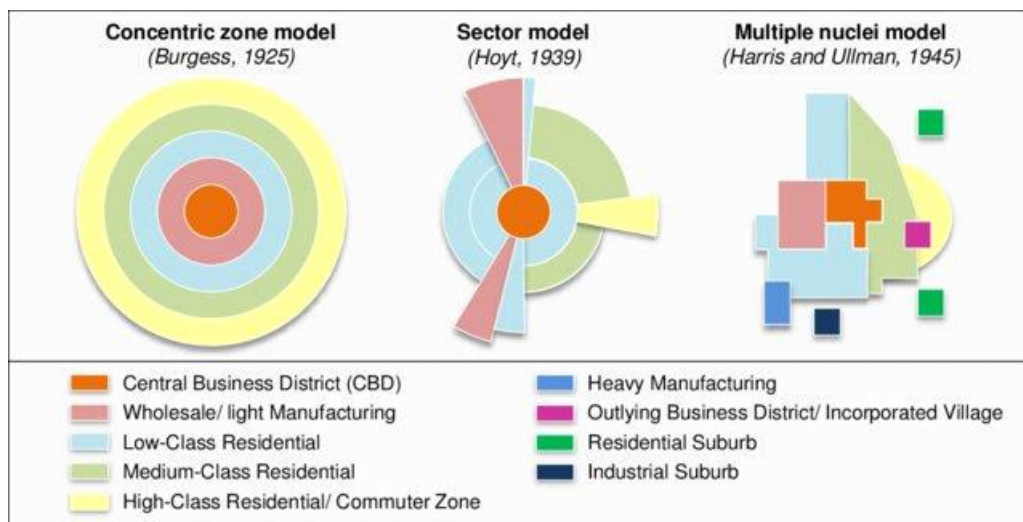 Concentric zone model
(Burgess, 1925)
Sector model
(Hoyt, 1939)
Multiple nuclei model
(Harris and Ullman, 1945)
Central Business District (CBD)
Wholesale/ light Manufacturing
Low-Class Residential
Medium-Class Residential
High-Class Residential/ Commuter Zone
Heavy Manufacturing
Outlying Business District/ Incorporated Village
Residential Suburb
Industrial Suburb